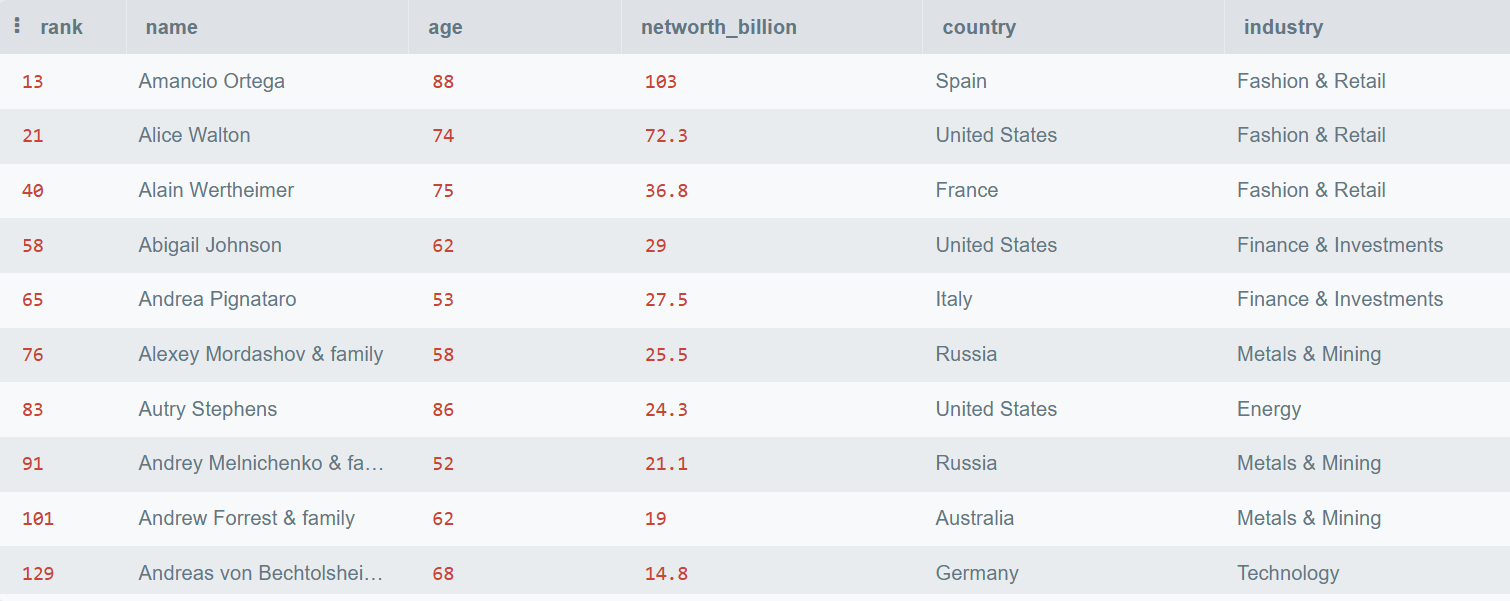 rank name age networth_billion country industry
13 Amancio Ortega 88 103 Spain Fashion & Retail
21 Alice Walton 74 72.3 United States Fashion & Retail
40 Alain Wertheimer 75 36.8 France Fashion & Retail
58 Abigail Johnson 62 29 United States Finance & Investments
65 Andrea Pignataro 53 27.5 Italy Finance & Investments
76 Alexey Mordashov & family 58 25.5 Russia Metals & Mining
83 Autry Stephens 86 24.3 United States Energy
91 Andrey Melnichenko & fa… 52 21.1 Russia Metals & Mining
101 Andrew Forrest & family 62 19 Australia Metals & Mining
129 Andreas von Bechtolshei… 68 14.8 Germany Technology